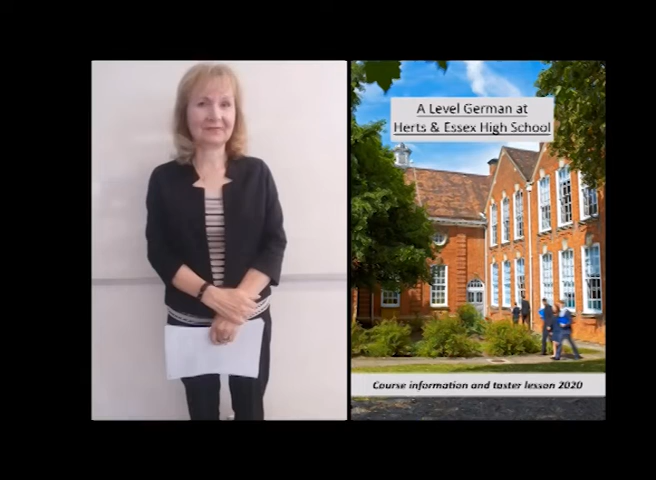 A Level German at
Herts & Essex High School
Course information and taster lesson 2020